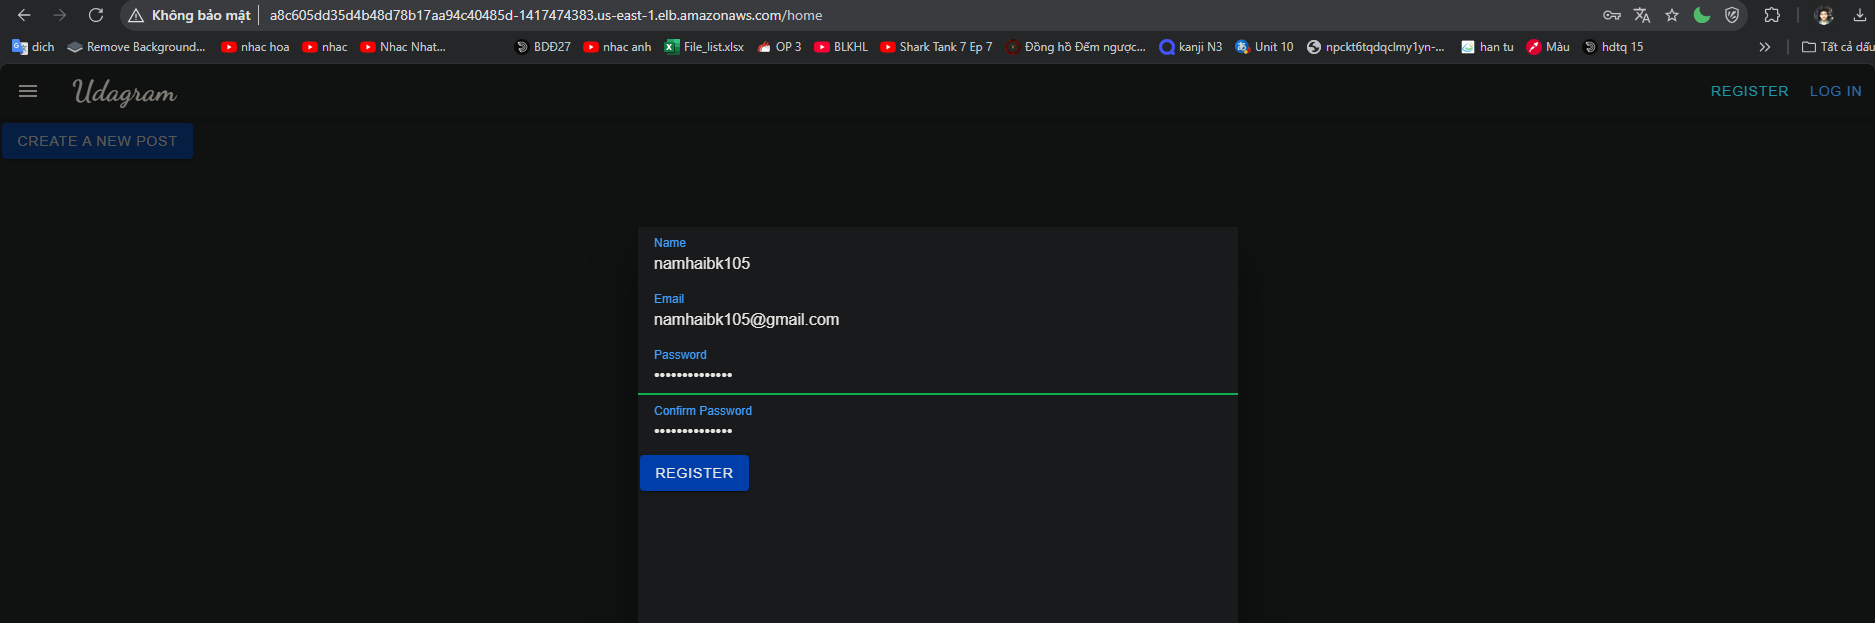 Không bảo mật a8c605dd35d4b48d78b17aa94c40485d-1417474383.us-east-1.elb.amazonaws.com/home
dich Remove Background... nhac hoa nhac Nhac Nhat... BDĐ27 nhac anh File_list.xlsx OP 3 BLKHL Shark Tank 7 Ep 7 Đồng hồ Đếm ngược... kanji N3 Unit 10 npckt6tqdqclmy1yn-... han tu Màu hdtq 15 Tất cả dấu
Udagram REGISTER LOG IN
CREATE A NEW POST
Name
namhaibk105
Email
namhaibk105@gmail.com
Password
••••••••••••••
Confirm Password
••••••••••••••
REGISTER